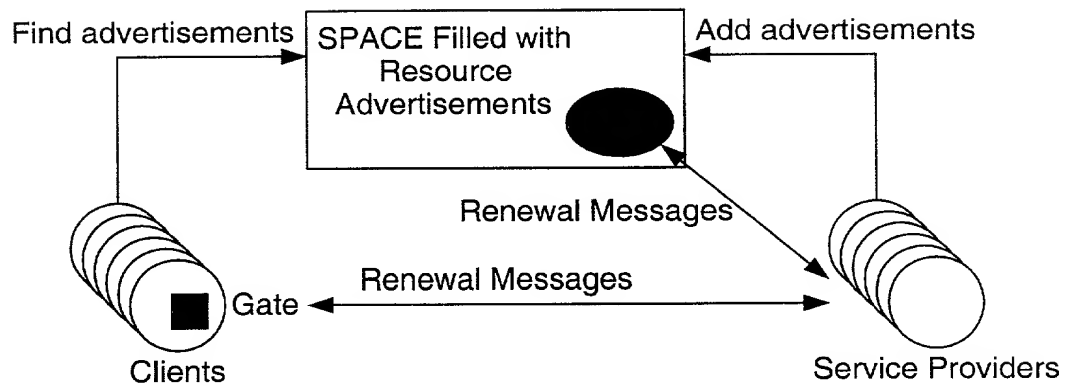 Find advertisements
SPACE Filled with
Resource
Advertisements
Add advertisements
Renewal Messages
Renewal Messages
Gate
Clients
Service Providers